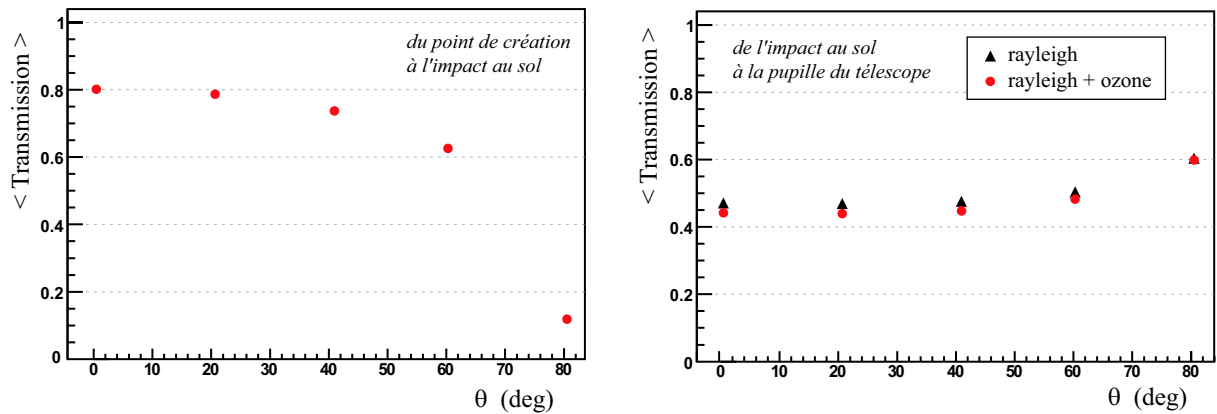 du point de création
à l'impact au sol
< Transmission >
1
0.8
0.6
0.4
0.2
0
0 10 20 30 40 50 60 70 80
θ (deg)
de l'impact au sol
à la pupille du télescope
rayleigh
rayleigh + ozone
< Transmission >
1
0.8
0.6
0.4
0.2
0
0 10 20 30 40 50 60 70 80
θ (deg)